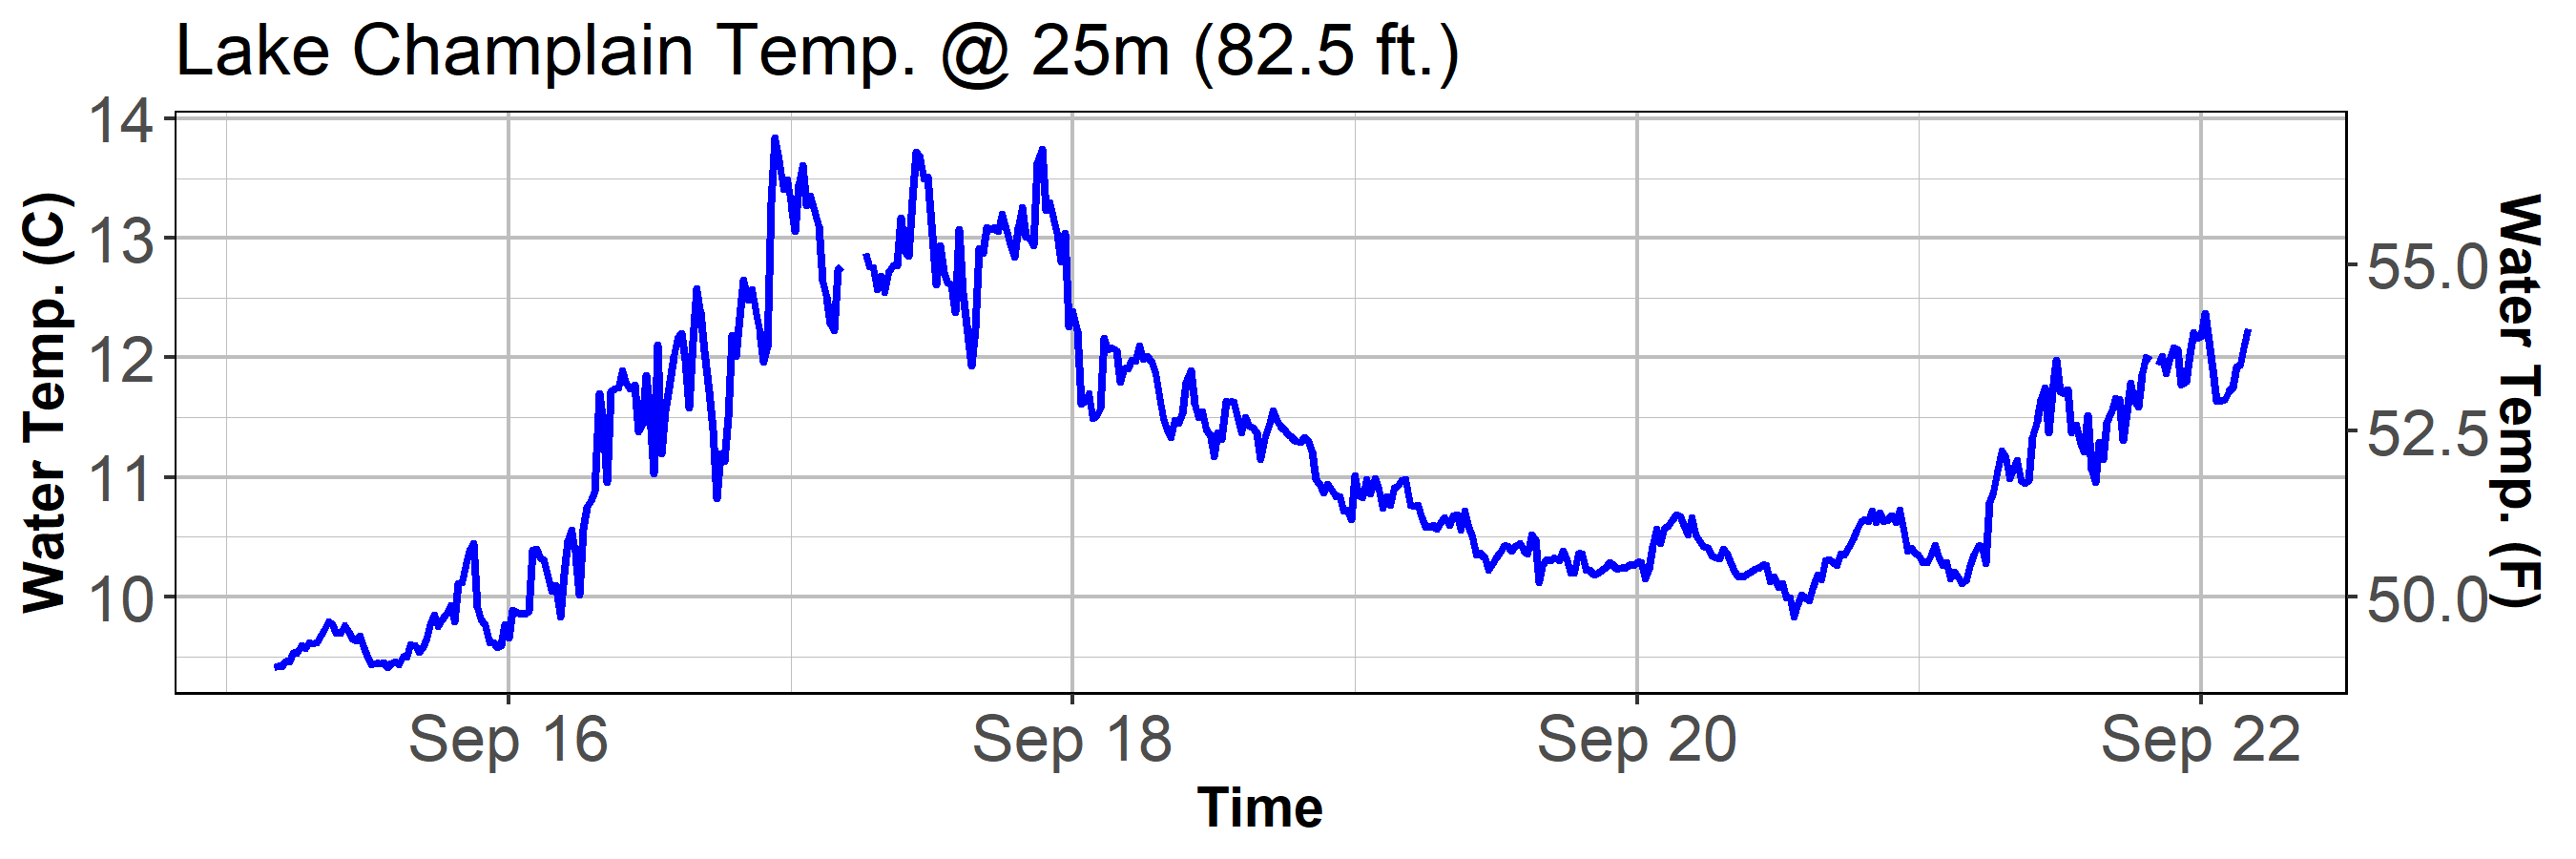 Lake Champlain Temp. @ 25m (82.5 ft.)
Water Temp. (C)
14
13
12
11
10
Water Temp. (F)
55.0
52.5
50.0
Sep 16 Sep 18 Sep 20 Sep 22
Time